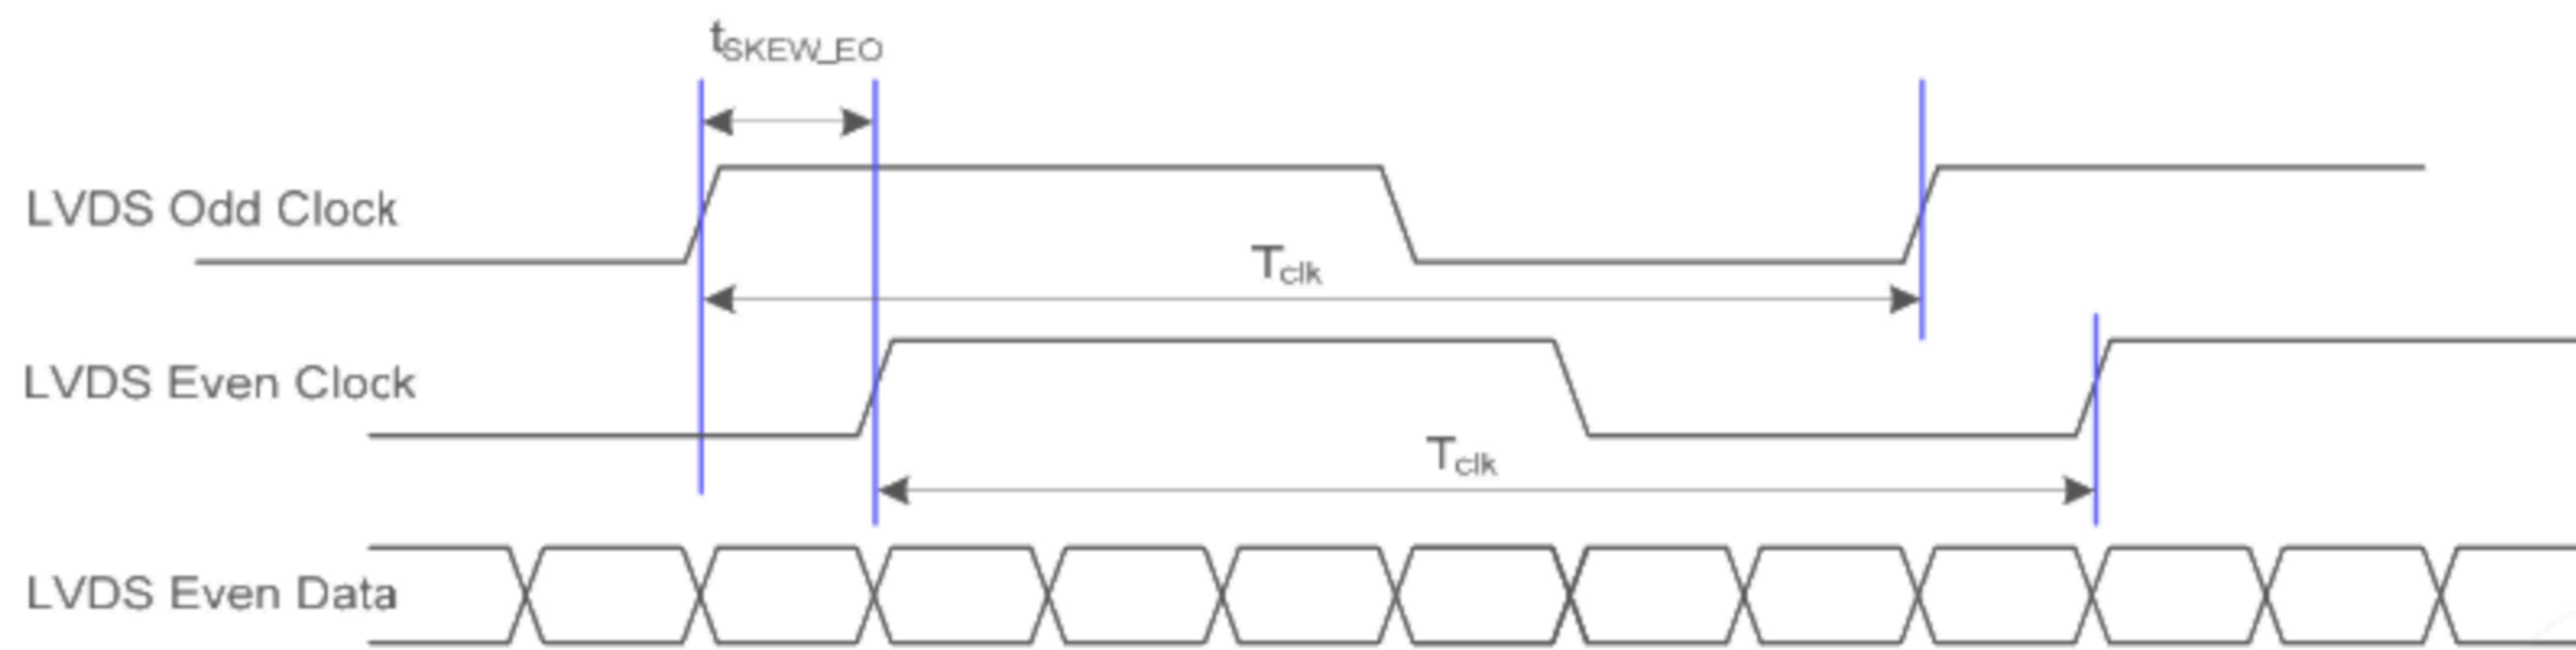 tSKEW_EO
LVDS Odd Clock
Tclk
LVDS Even Clock
Tclk
LVDS Even Data